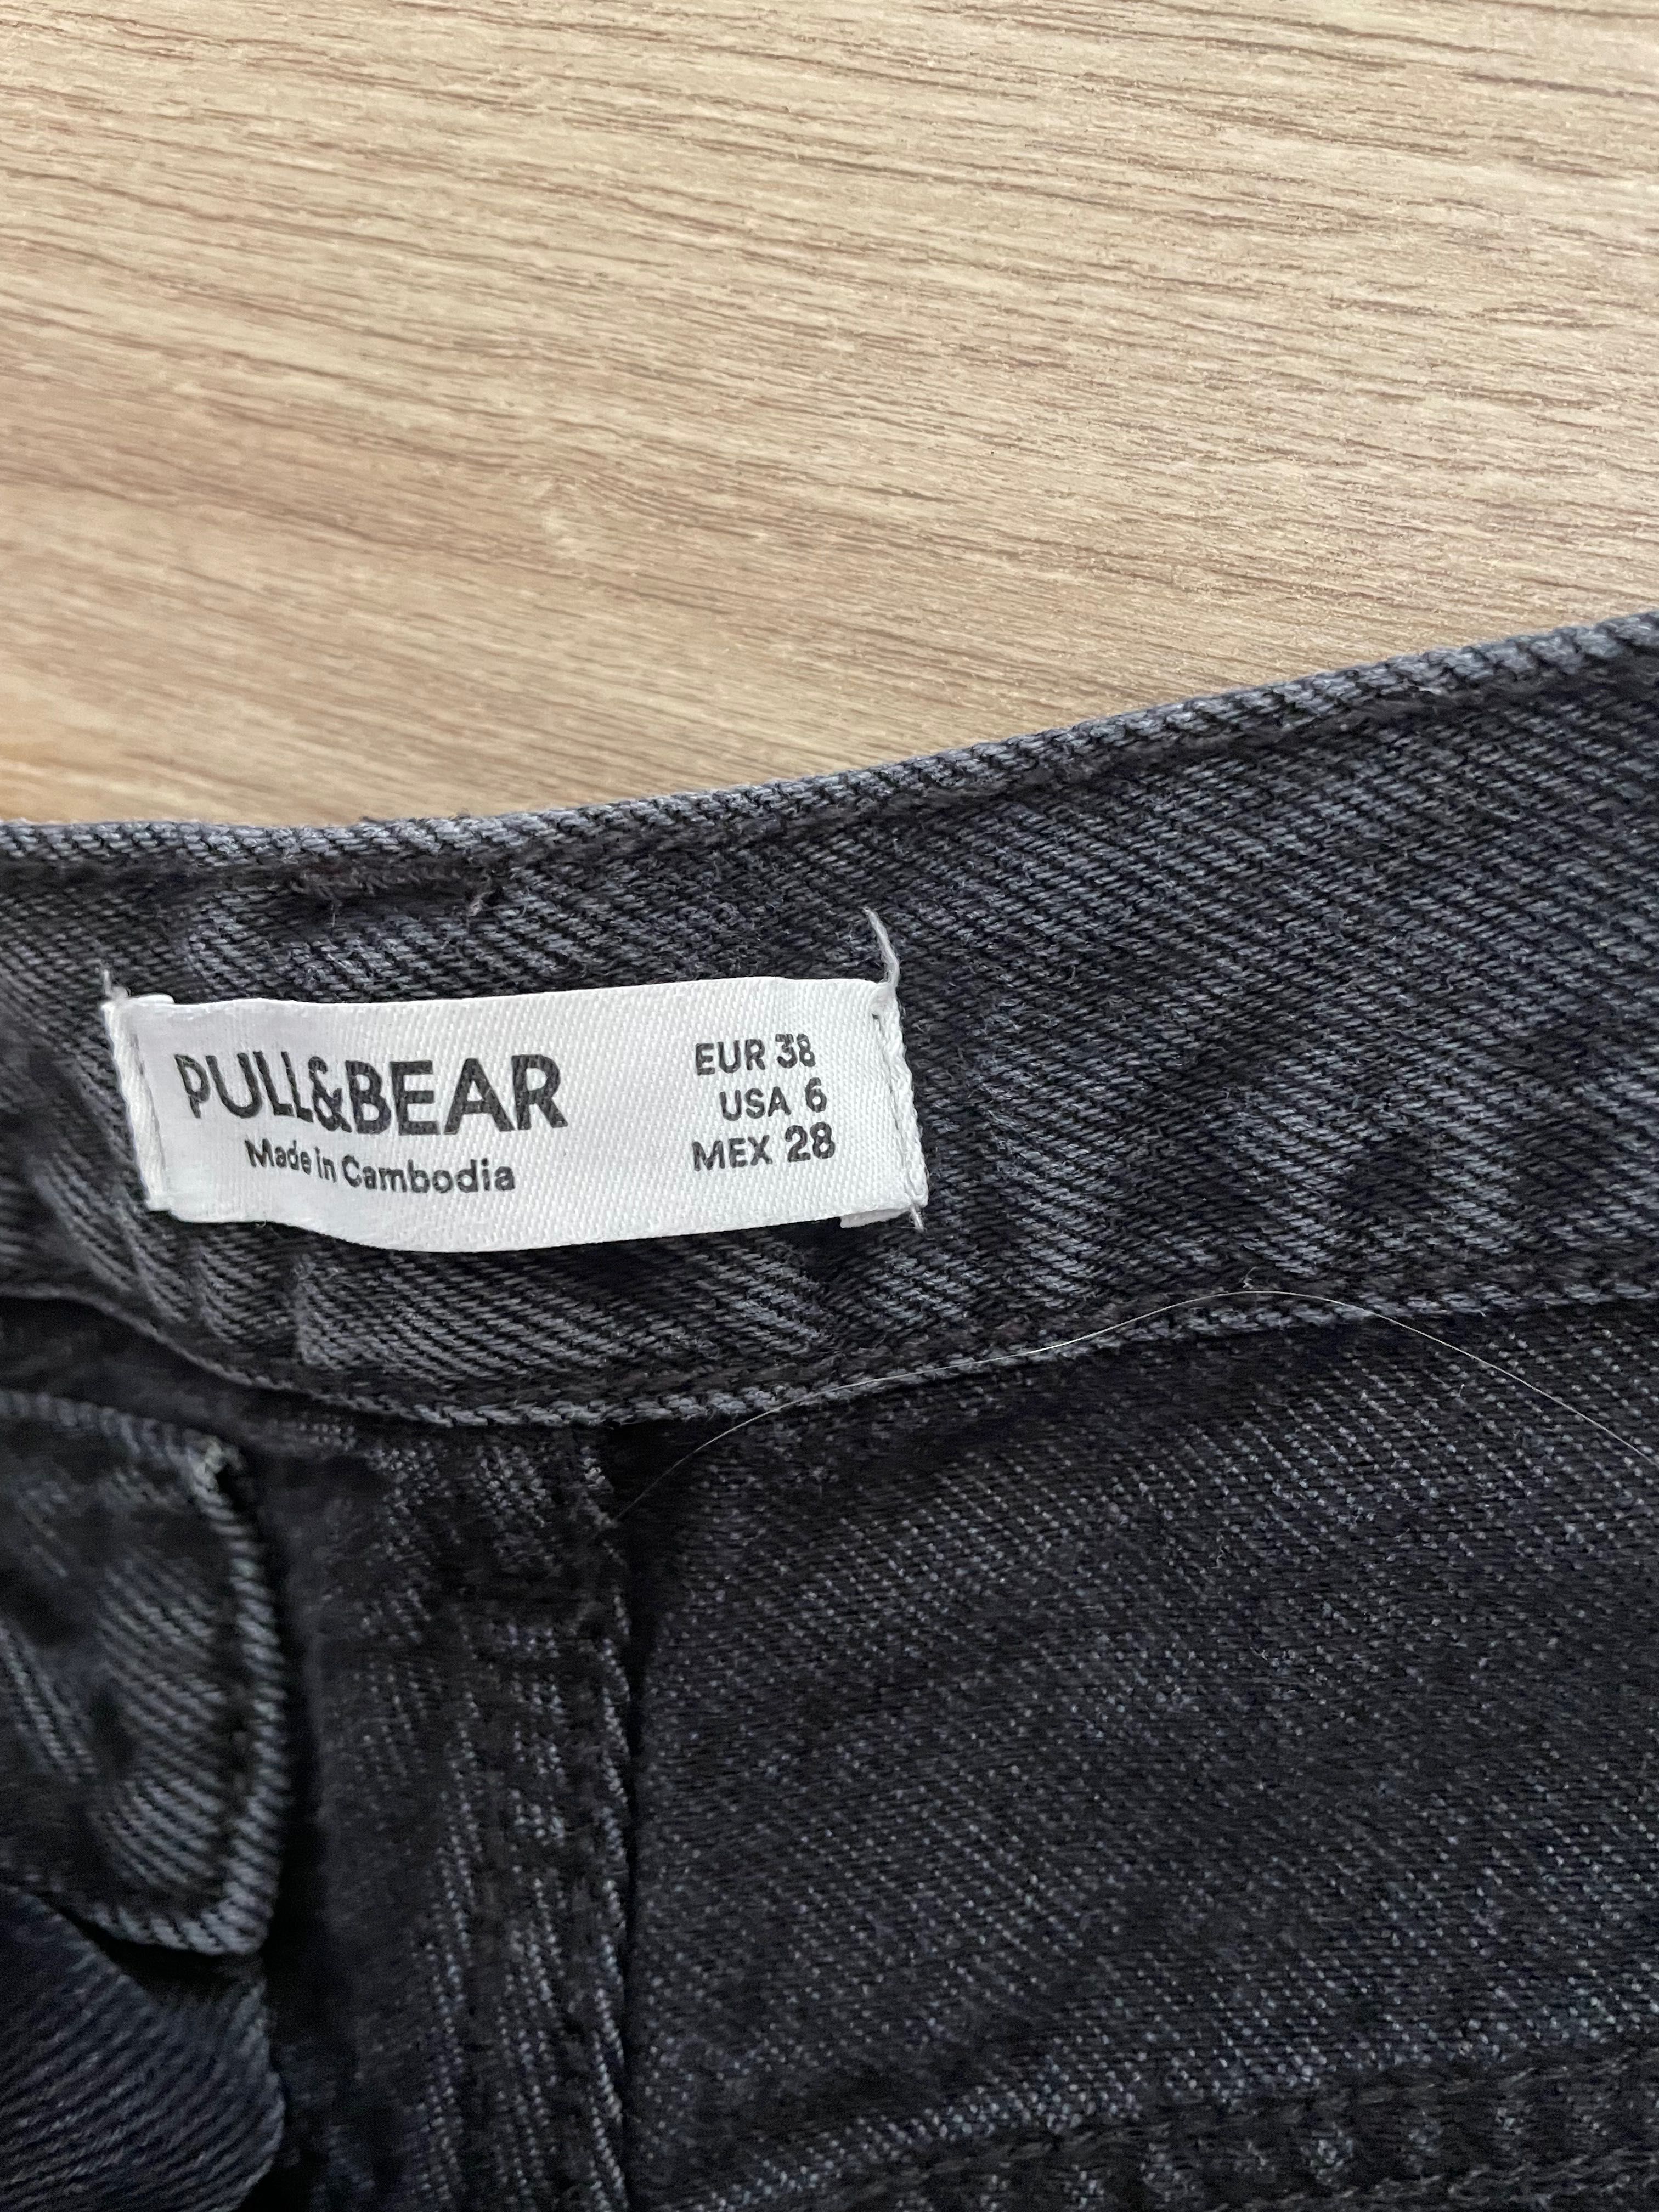 PULL&BEAR
Made in Cambodia
EUR 38
USA 6
MEX 28